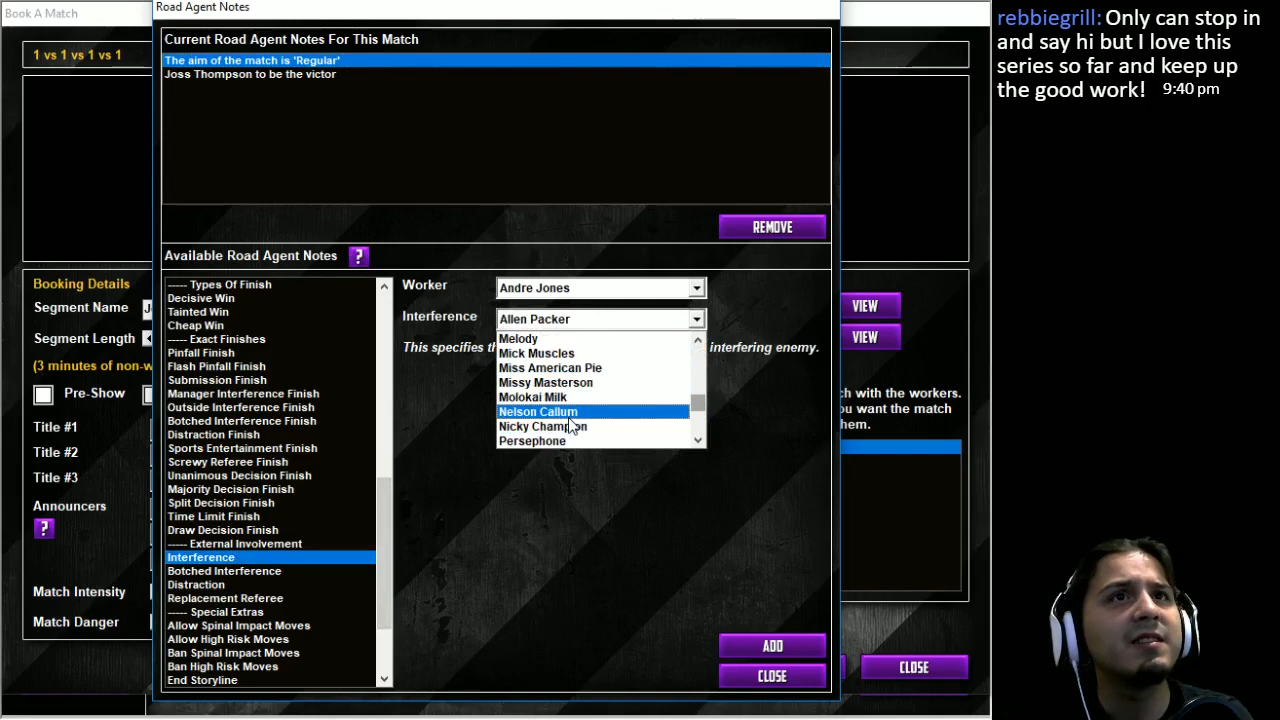 Book A Match
Road Agent Notes
1 vs 1 vs 1 vs 1
Current Road Agent Notes For This Match
The aim of the match is 'Regular'
Joss Thompson to be the victor
REMOVE
Available Road Agent Notes
?
----- Types Of Finish
Decisive Win
Tainted Win
Cheap Win
----- Exact Finishes
Pinfall Finish
Flash Pinfall Finish
Submission Finish
Manager Interference Finish
Outside Interference Finish
Botched Interference Finish
Distraction Finish
Sports Entertainment Finish
Screwy Referee Finish
Unanimous Decision Finish
Majority Decision Finish
Split Decision Finish
Time Limit Finish
Draw Decision Finish
----- External Involvement
Interference
Botched Interference
Distraction
Replacement Referee
----- Special Extras
Allow Spinal Impact Moves
Allow High Risk Moves
Ban Spinal Impact Moves
Ban High Risk Moves
End Storyline
Worker
Andre Jones
Interference
Allen Packer
This specifies th
interfering enemy.
Melody
Mick Muscles
Miss American Pie
Missy Masterson
Molokai Milk
Nelson Callum
Nicky Champion
Persephone
ADD
CLOSE
Booking Details
Segment Name
Segment Length
(3 minutes of non-w
Pre-Show
Title #1
Title #2
Title #3
Announcers
?
Match Intensity
Match Danger
VIEW
VIEW
ch with the workers.
ou want the match
hem.
CLOSE
rebbiegrill: Only can stop in
and say hi but I love this
series so far and keep up
the good work! 9:40 pm